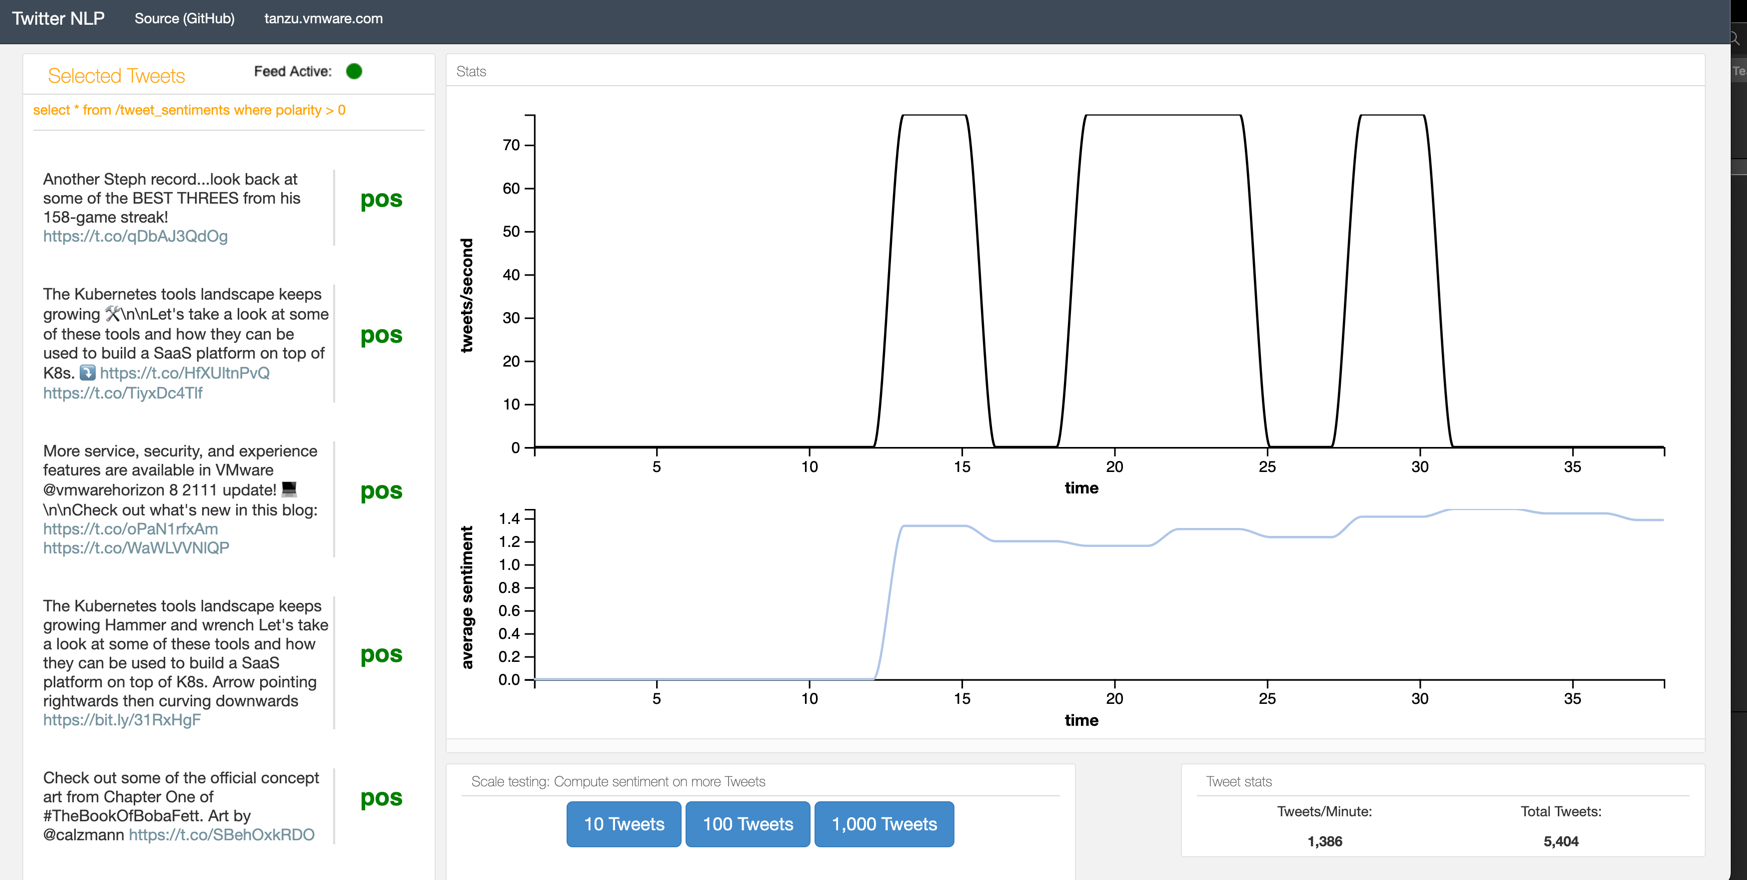 Twitter NLP Source (GitHub) tanzu.vmware.com
Selected Tweets
Feed Active:
select * from /tweet_sentiments where polarity > 0
Another Steph record...look back at
some of the BEST THREES from his
158-game streak!
https://t.co/qDbAJ3QdOg
pos
The Kubernetes tools landscape keeps
growing 🛠\n\nLet's take a look at some
of these tools and how they can be
used to build a SaaS platform on top of
K8s. ⤵️ https://t.co/HfXUltnPvQ
https://t.co/TiyxDc4Tlf
pos
More service, security, and experience
features are available in VMware
@vmwarehorizon 8 2111 update! 💻
\n\nCheck out what's new in this blog:
https://t.co/oPaN1rfxAm
https://t.co/WaWLVVNlQP
pos
The Kubernetes tools landscape keeps
growing Hammer and wrench Let's take
a look at some of these tools and how
they can be used to build a SaaS
platform on top of K8s. Arrow pointing
rightwards then curving downwards
https://bit.ly/31RxHgF
pos
Check out some of the official concept
art from Chapter One of
#TheBookOfBobaFett. Art by
@calzmann https://t.co/SBehOxkRDO
pos
Stats
tweets/second
70
60
50
40
30
20
10
0
5 10 15 20 25 30 35
time
average sentiment
1.4
1.2
1.0
0.8
0.6
0.4
0.2
0.0
5 10 15 20 25 30 35
time
Scale testing: Compute sentiment on more Tweets
10 Tweets 100 Tweets 1,000 Tweets
Tweet stats
Tweets/Minute: Total Tweets:
1,386 5,404
Te